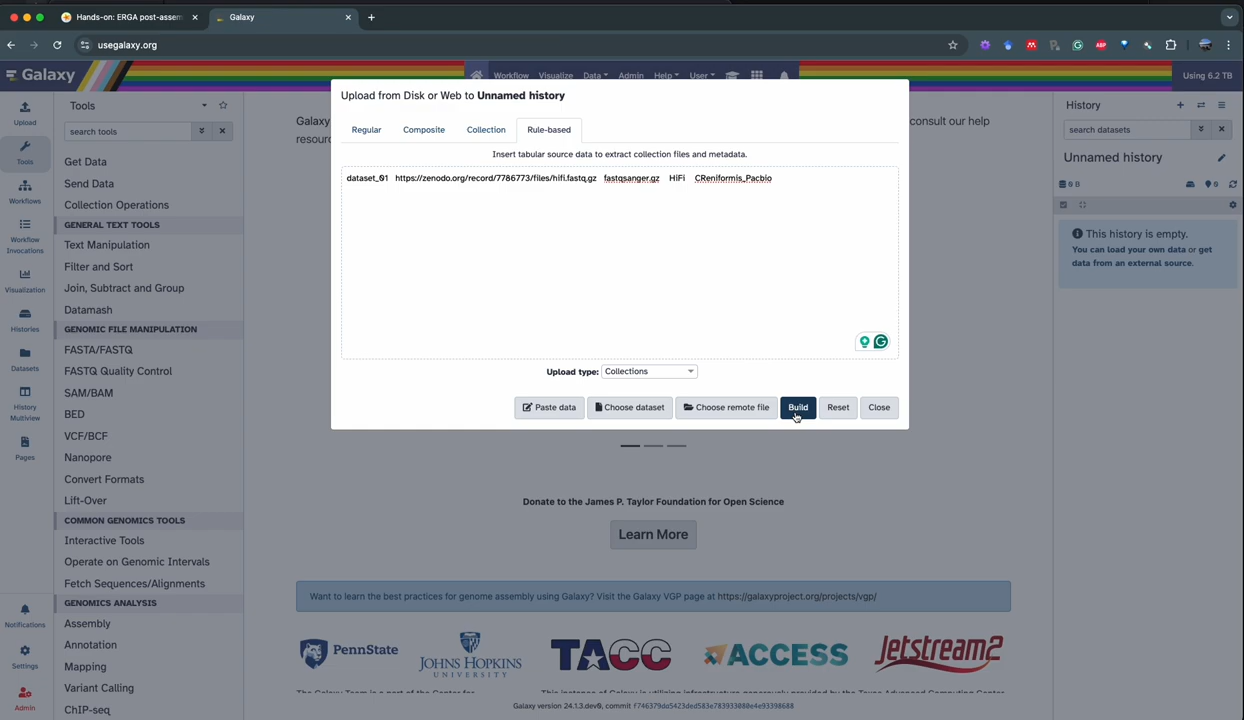 Hands-on: ERGA post-assem
Galaxy
usegalaxy.org
Galaxy
Workflow
Visualize
Data
Admin
Help
User
Using 6.2 TB
Upload
Tools
Workflows
Workflow
Invocations
Visualization
Histories
Datasets
History
Multiview
Pages
Notifications
Settings
Admin
Tools
search tools
Get Data
Send Data
Collection Operations
GENERAL TEXT TOOLS
Text Manipulation
Filter and Sort
Join, Subtract and Group
Datamash
GENOMIC FILE MANIPULATION
FASTA/FASTQ
FASTQ Quality Control
SAM/BAM
BED
VCF/BCF
Nanopore
Convert Formats
Lift-Over
COMMON GENOMICS TOOLS
Interactive Tools
Operate on Genomic Intervals
Fetch Sequences/Alignments
GENOMICS ANALYSIS
Assembly
Annotation
Mapping
Variant Calling
ChIP-seq
Galaxy
consult our help
resour
Upload from Disk or Web to Unnamed history
Regular
Composite
Collection
Rule-based
Insert tabular source data to extract collection files and metadata.
dataset_01 https://zenodo.org/record/7786773/files/hifi.fastq.gz fastqsanger.gz HiFi CReniformis_Pacbio
Upload type: Collections
Paste data
Choose dataset
Choose remote file
Build
Reset
Close
Donate to the James P. Taylor Foundation for Open Science
Learn More
Want to learn the best practices for genome assembly using Galaxy? Visit the Galaxy VGP page at https://galaxyproject.org/projects/vgp/
PennState
JOHNS HOPKINS
UNIVERSITY
TACC
ACCESS
Jetstream2
Galaxy version 24.1.3.dev0, commit f746379da5423ded583e783933080e4e93398688
History
search datasets
Unnamed history
0 B
0
This history is empty.
You can load your own data or get
data from an external source.